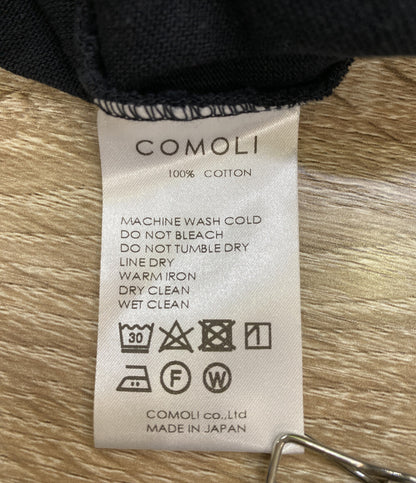 COMOLI
100% COTTON
MACHINE WASH COLD
DO NOT BLEACH
DO NOT TUMBLE DRY
LINE DRY
WARM IRON
DRY CLEAN
WET CLEAN
30
F W
COMOLI co.,Ltd
MADE IN JAPAN